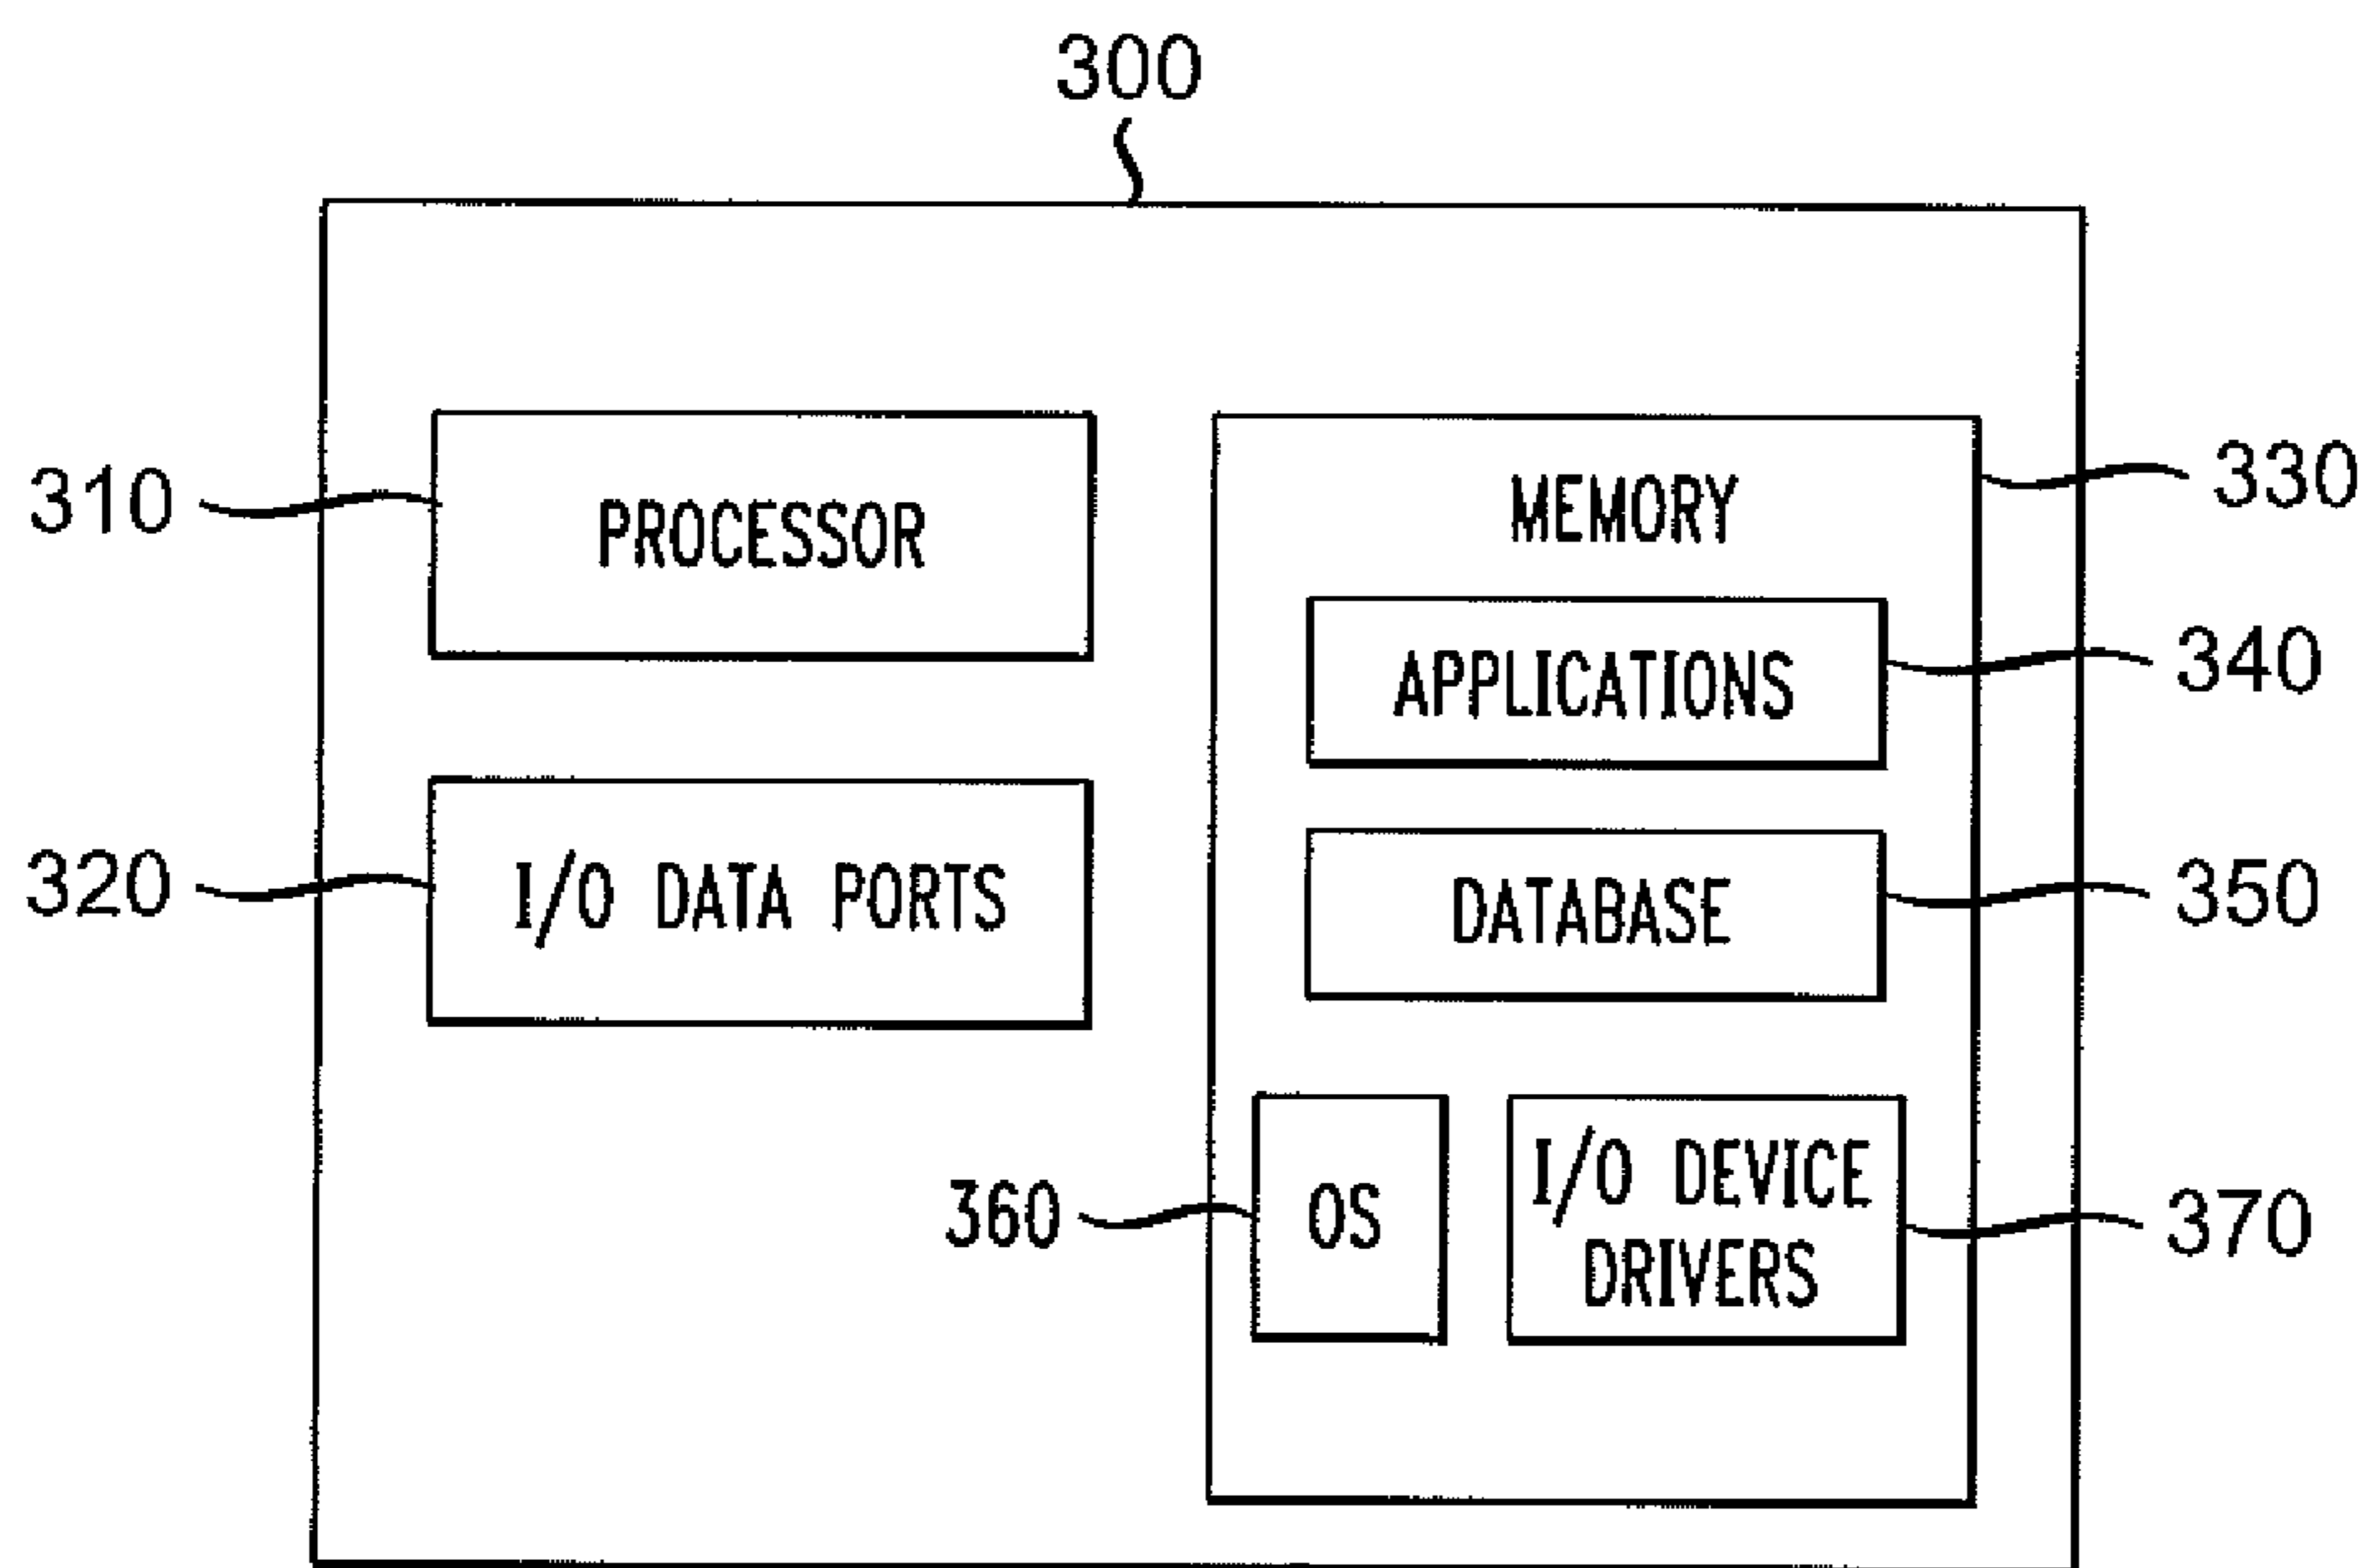 300
310
PROCESSOR
MEMORY
330
APPLICATIONS
340
320
I/O DATA PORTS
DATABASE
350
360
OS
I/O DEVICE
DRIVERS
370